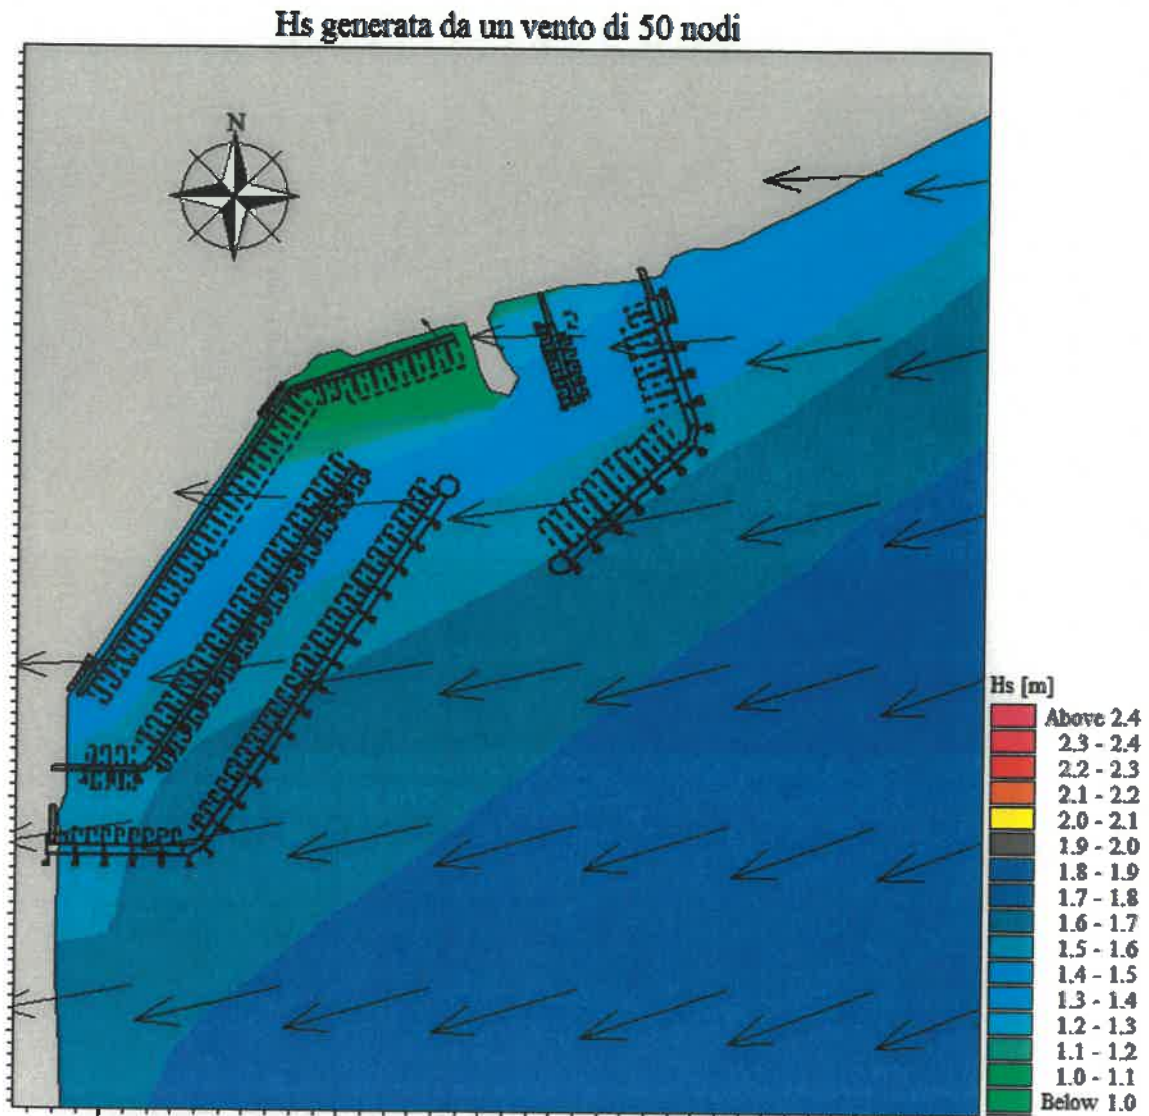 Hs generata da un vento di 50 nodi
N
Hs [m]
Above 2.4
2.3 - 2.4
2.2 - 2.3
2.1 - 2.2
2.0 - 2.1
1.9 - 2.0
1.8 - 1.9
1.7 - 1.8
1.6 - 1.7
1.5 - 1.6
1.4 - 1.5
1.3 - 1.4
1.2 - 1.3
1.1 - 1.2
1.0 - 1.1
Below 1.0